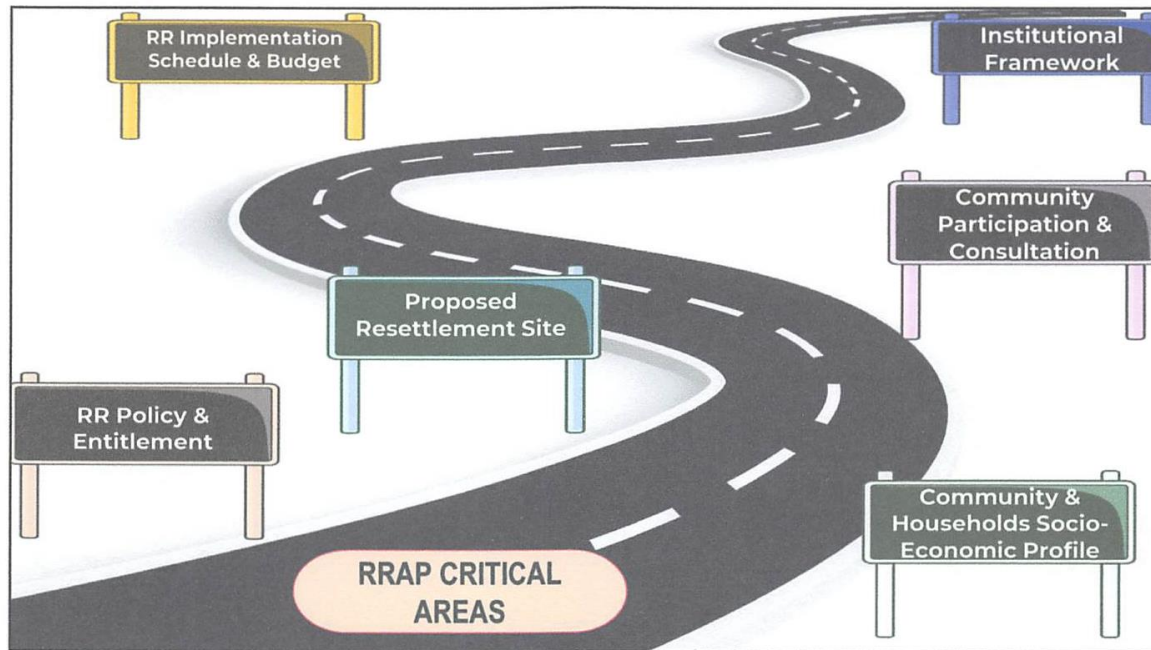 RR Implementation
Schedule & Budget
Institutional
Framework
Community
Participation &
Consultation
Proposed
Resettlement Site
RR Policy &
Entitlement
Community &
Households Socio-
Economic Profile
RRAP CRITICAL
AREAS